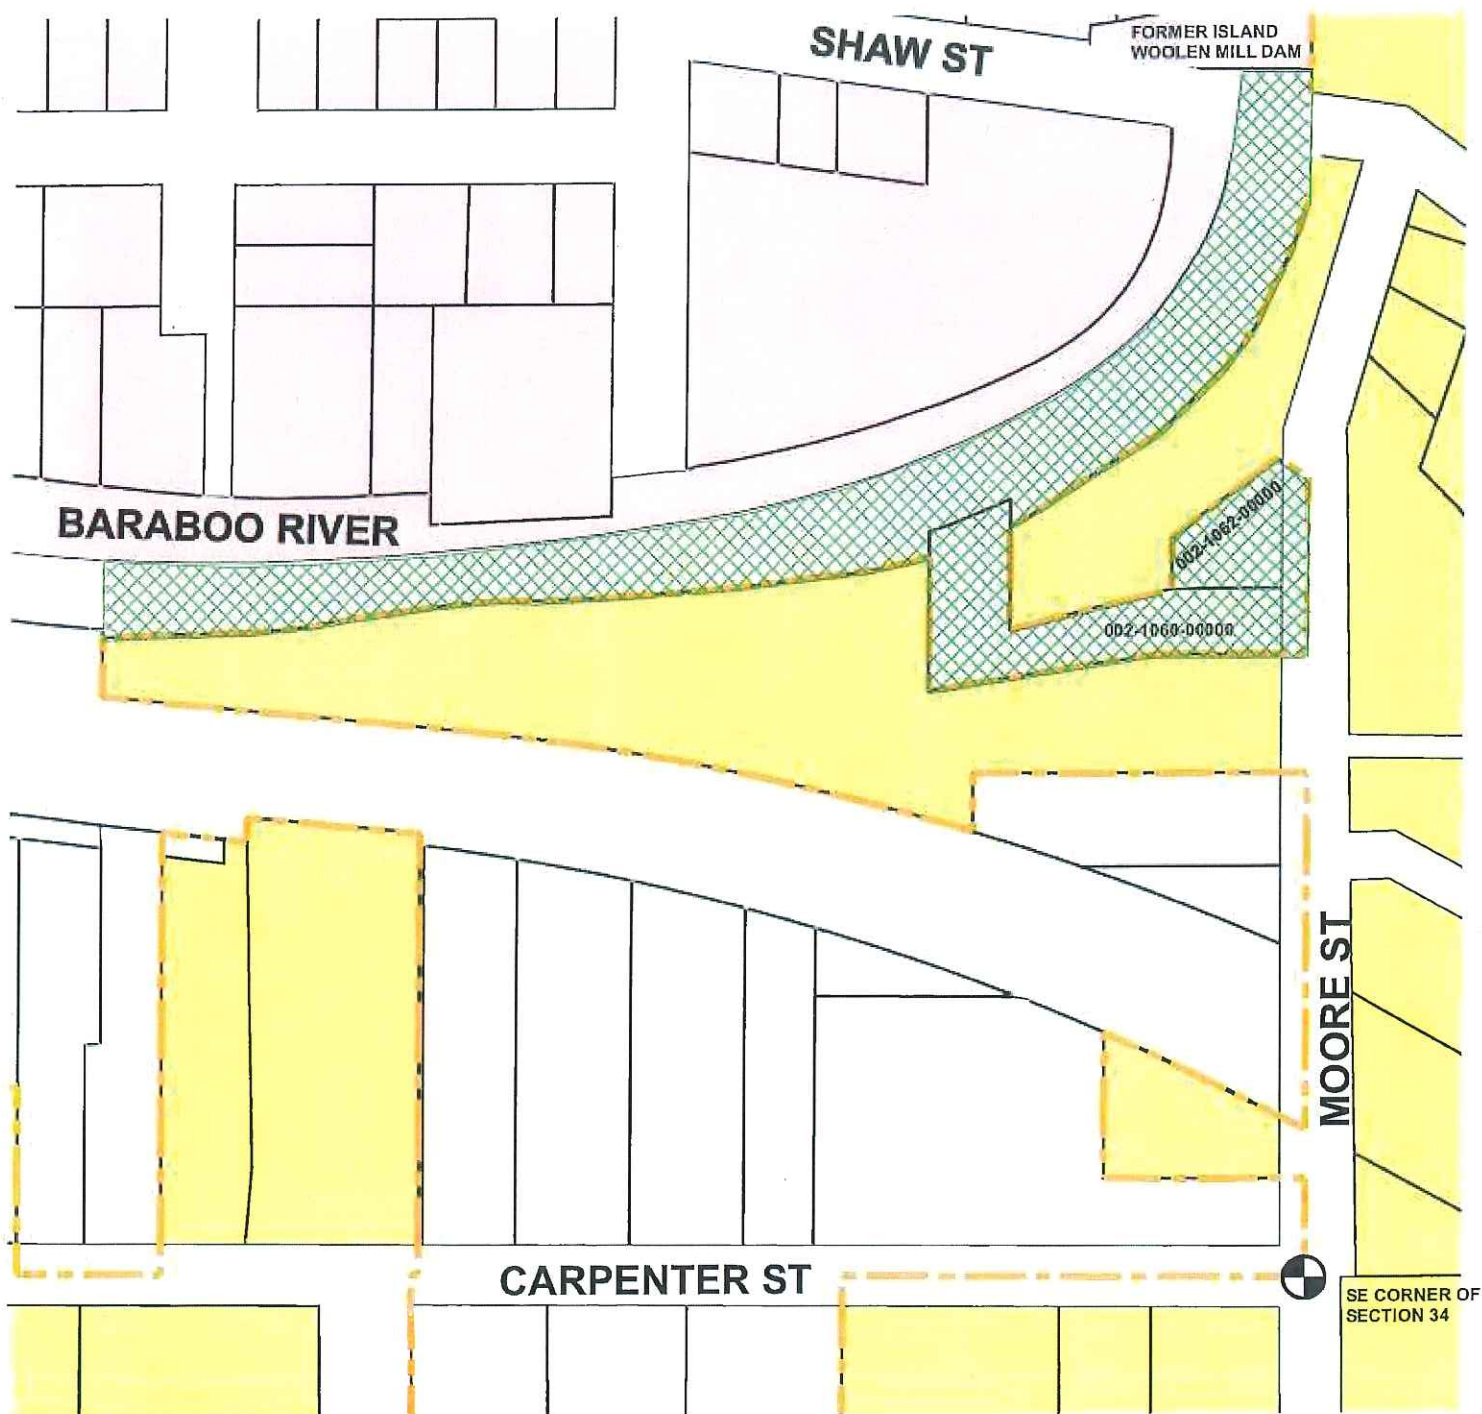 SHAW ST
FORMER ISLAND
WOOLEN MILL DAM
BARABOO RIVER
002-1062-00000
002-1060-00000
MOORE ST
CARPENTER ST
SE CORNER OF
SECTION 34